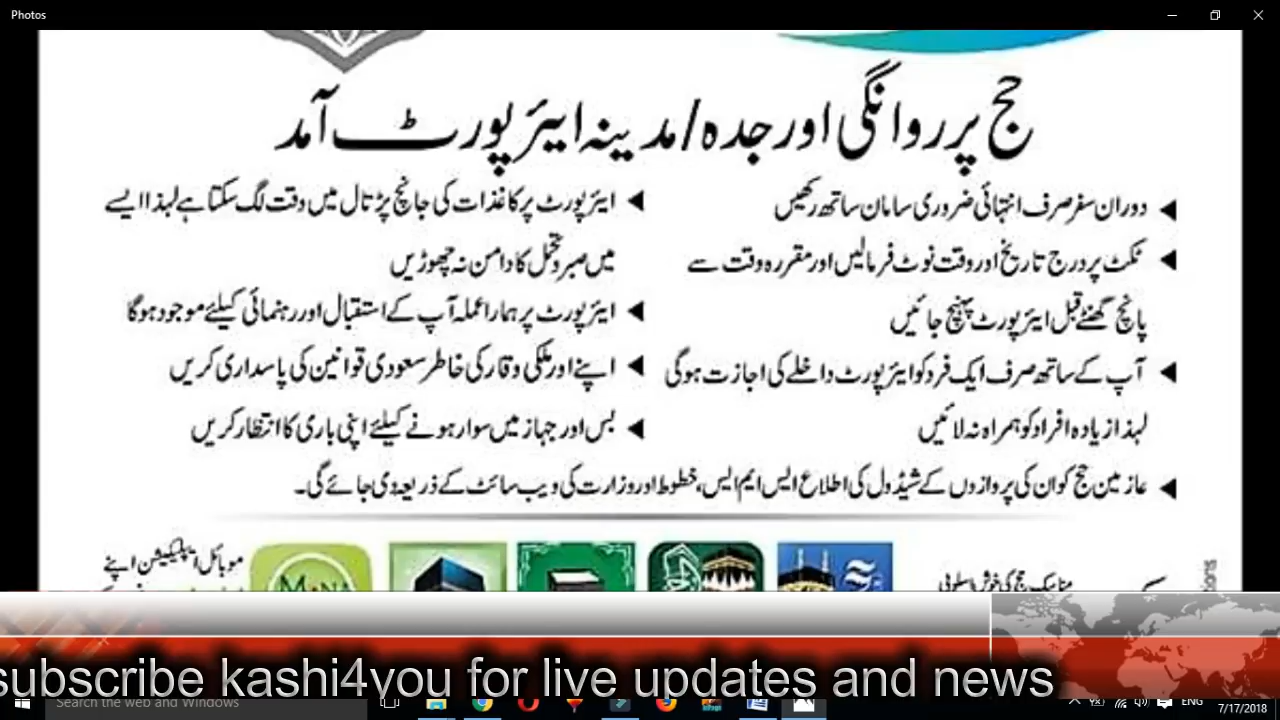 Photos
حج پر روانگی اور جدہ/مدینہ ایئرپورٹ آمد
دوران سفر صرف انتہائی ضروری سامان ساتھ رکھیں
ٹکٹ پر درج تاریخ اور وقت نوٹ فرمالیں اور مقررہ وقت سے
پانچ گھنٹے قبل ایئرپورٹ پہنچ جائیں
آپ کے ساتھ صرف ایک فرد کو ایئرپورٹ داخلے کی اجازت ہوگی
لہذا زیادہ افراد کو ہمراہ نہ لائیں
ایئرپورٹ پر کاغذات کی جانچ پڑتال میں وقت لگ سکتا ہے لہذا ایسے
میں صبر و تحمل کا دامن نہ چھوڑیں
ایئرپورٹ پر ہمارا عملہ آپ کے استقبال اور رہنمائی کیلئے موجود ہوگا
اپنے اور ملکی وقار کی خاطر سعودی قوانین کی پاسداری کریں
بس اور جہاز میں سوار ہونے کیلئے اپنی باری کا انتظار کریں
عازمین حج کو ان کی پروازوں کے شیڈول کی اطلاع ایس ایم ایس، خطوط اور وزارت کی ویب سائٹ کے ذریعہ دی جائے گی۔
مناسک حج کی خوش اسلوبی
موبائل ایپلیکیشن اپنے
subscribe kashi4you for live updates and news
Search the web and Windows
ENG
7/17/2018